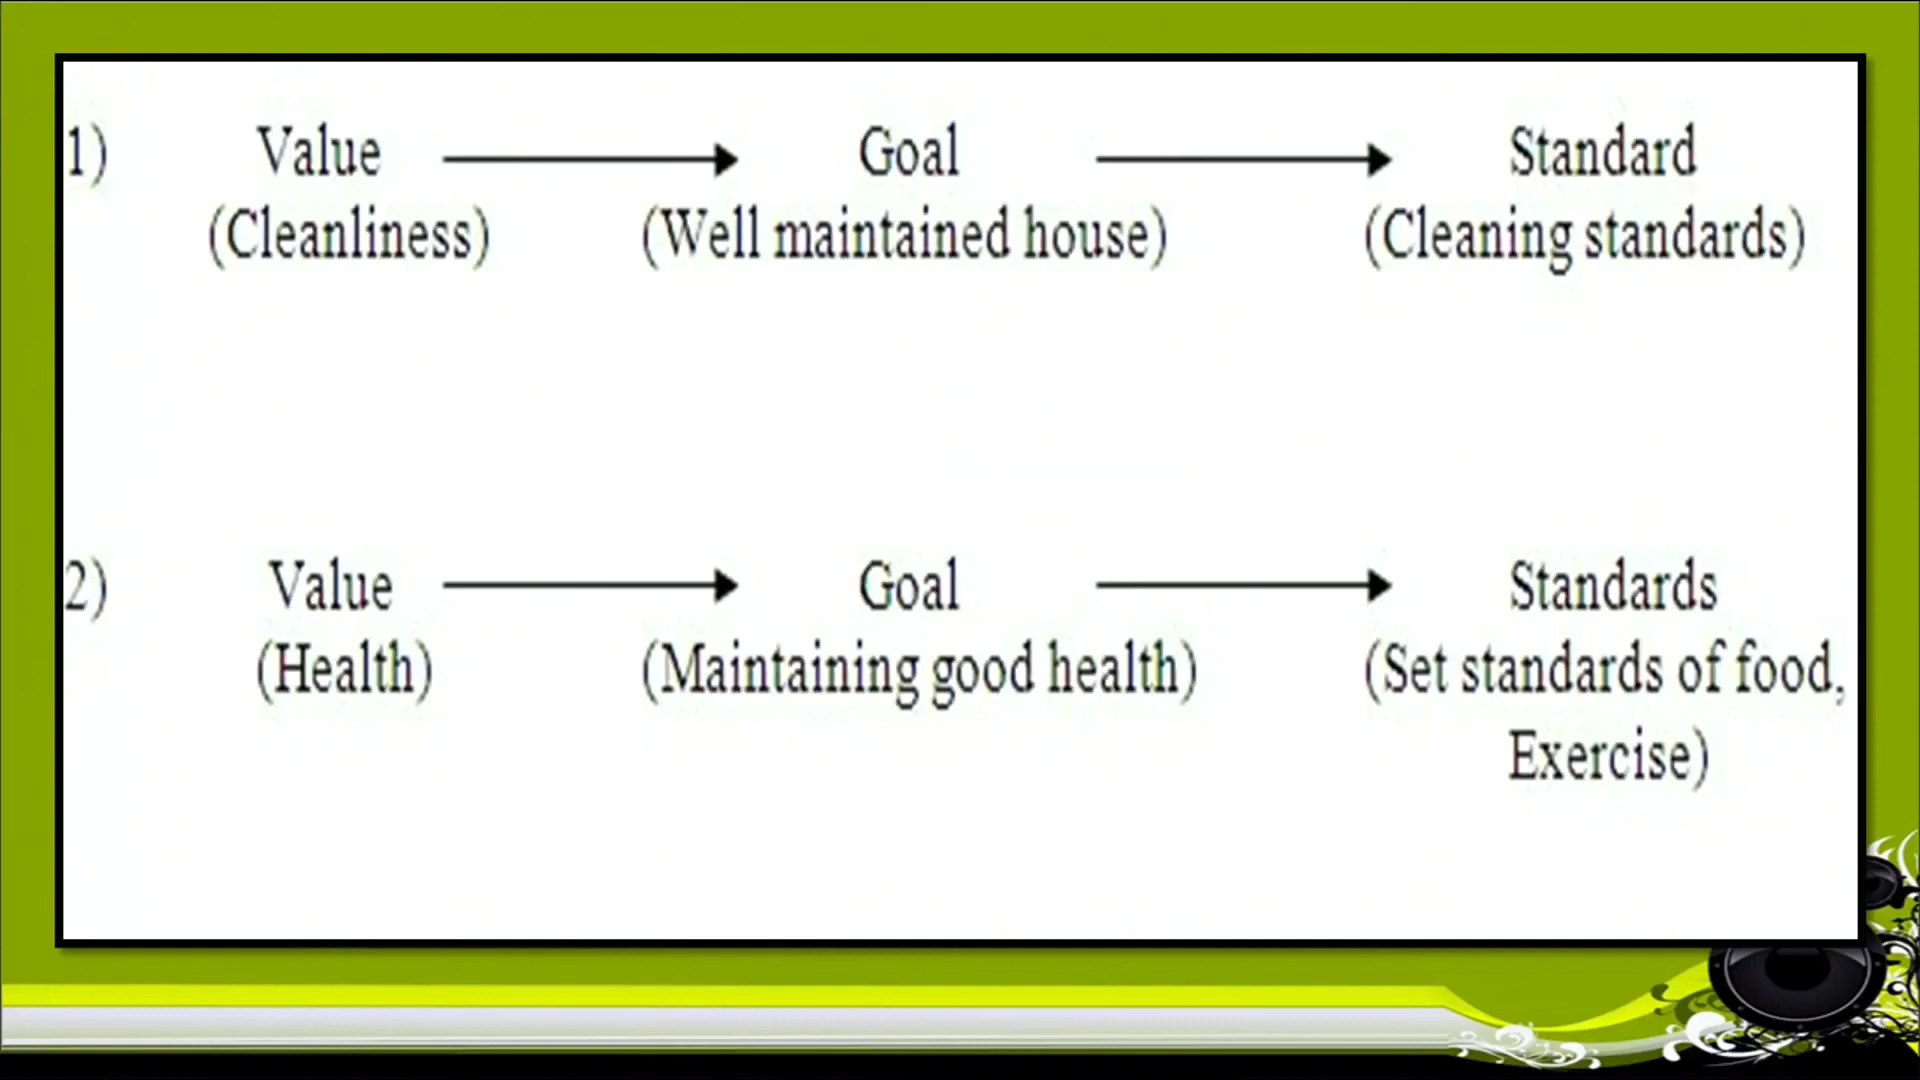 1) Value Goal Standard
(Cleanliness) (Well maintained house) (Cleaning standards)
2) Value Goal Standards
(Health) (Maintaining good health) (Set standards of food,
Exercise)